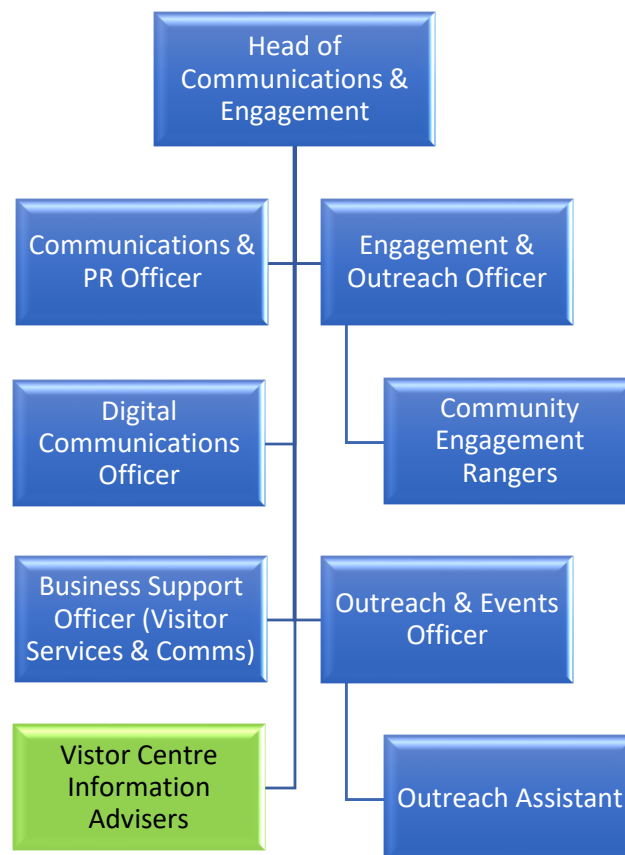 Head of
Communications &
Engagement
Communications &
PR Officer
Engagement &
Outreach Officer
Digital
Communications
Officer
Community
Engagement
Rangers
Business Support
Officer (Visitor
Services & Comms)
Outreach & Events
Officer
Vistor Centre
Information
Advisers
Outreach Assistant